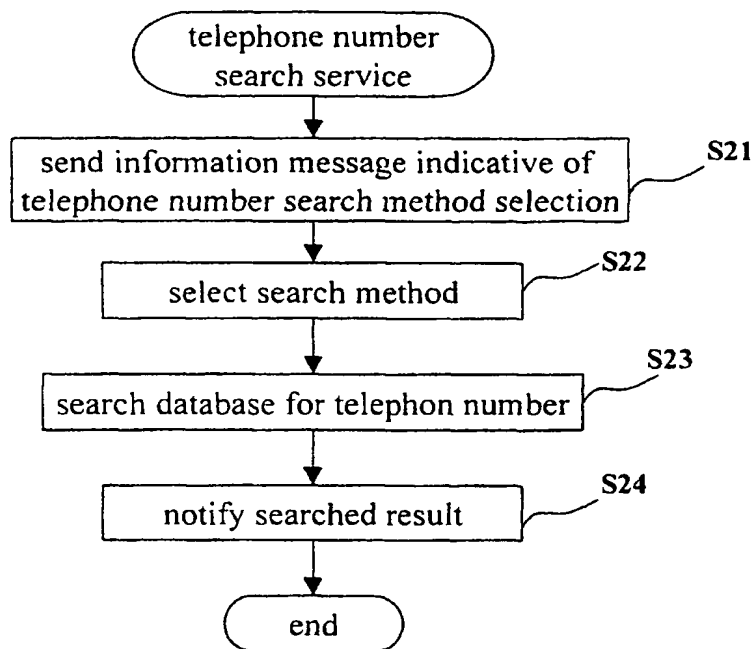 telephone number
search service
send information message indicative of
telephone number search method selection
S21
select search method
S22
search database for telephon number
S23
notify searched result
S24
end